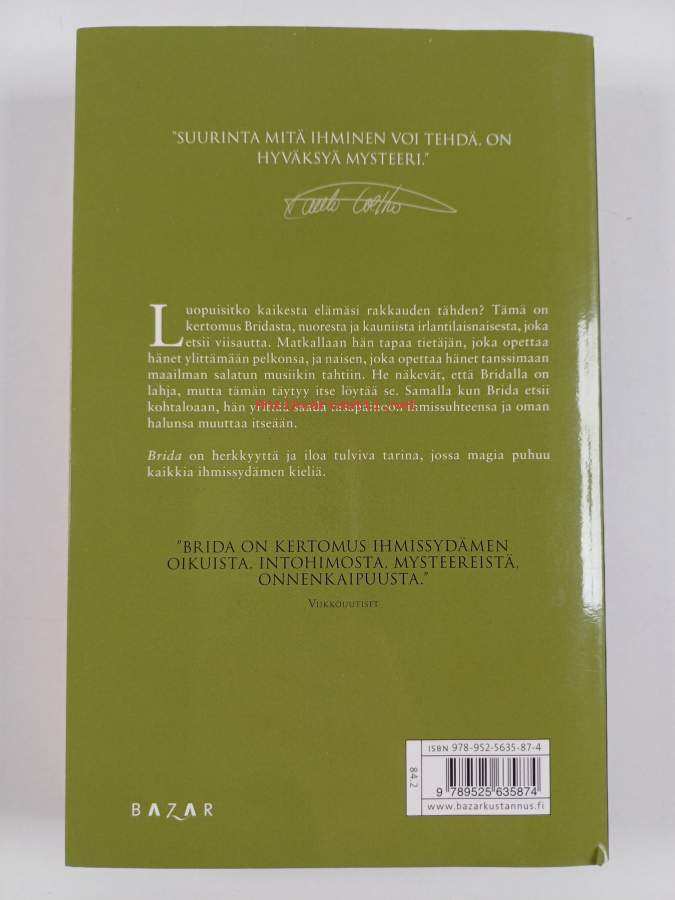 "SUURINTA MITÄ IHMINEN VOI TEHDÄ, ON
HYVÄKSYÄ MYSTEERI."
Paulo Coelho
Luopuisitko kaikesta elämäsi rakkauden tähden? Tämä on
kertomus Bridasta, nuoresta ja kauniista irlantilaisnaisesta, joka
etsii viisautta. Matkallaan hän tapaa tietäjän, joka opettaa
hänet ylittämään pelkonsa, ja naisen, joka opettaa hänet tanssimaan
maailman salatun musiikin tahtiin. He näkevät, että Bridalla on
lahja, mutta tämän täytyy itse löytää se. Samalla kun Brida etsii
kohtaloaan, hän yrittää saada tasapainoon ihmissuhteensa ja oman
halunsa muuttaa itseään.
Brida on herkkyyttä ja iloa tulviva tarina, jossa magia puhuu
kaikkia ihmissydämen kieliä.
"BRIDA ON KERTOMUS IHMISSYDÄMEN
OIKUISTA, INTOHIMOSTA, MYSTEEREISTÄ,
ONNENKAIPUUSTA."
VIIKKOUUTISET
ISBN 978-952-5635-87-4
84.2
9 789525 635874
www.bazarkustannus.fi
BAZAR